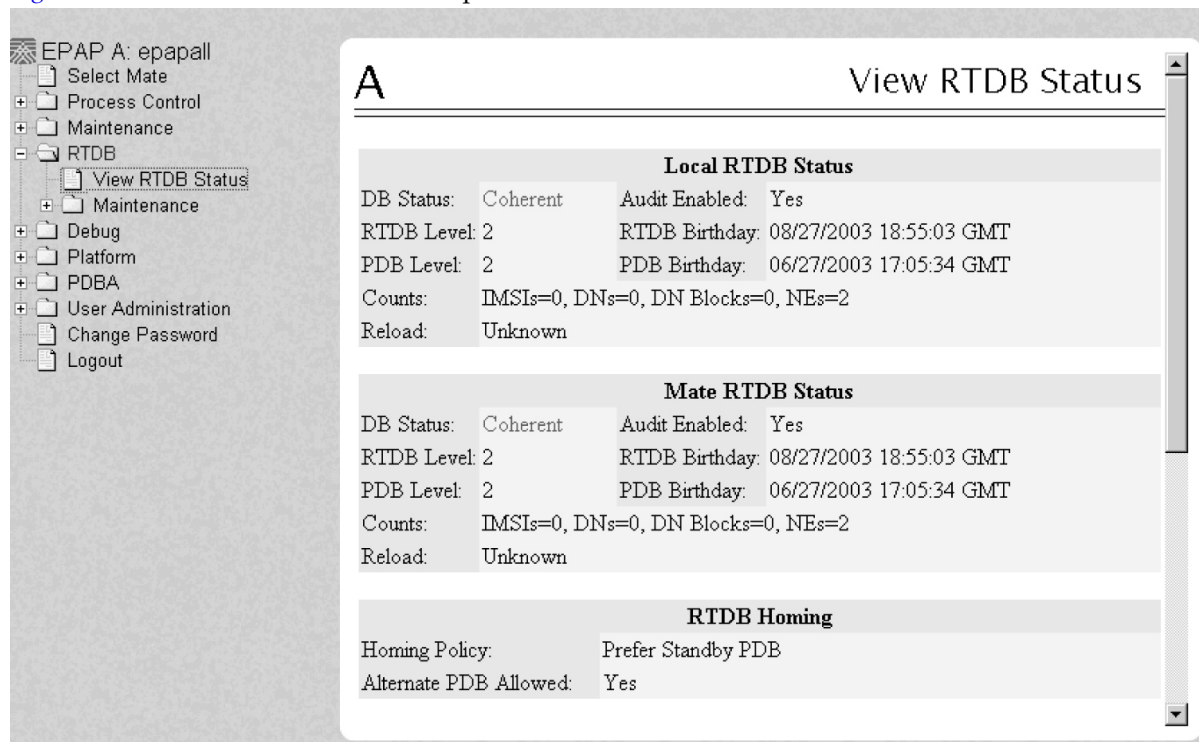 EPAP A: epapall
Select Mate
Process Control
Maintenance
RTDB
View RTDB Status
Maintenance
Debug
Platform
PDBA
User Administration
Change Password
Logout
A View RTDB Status
Local RTDB Status
DB Status: Coherent Audit Enabled: Yes
RTDB Level: 2 RTDB Birthday: 08/27/2003 18:55:03 GMT
PDB Level: 2 PDB Birthday: 06/27/2003 17:05:34 GMT
Counts: IMSIs=0, DNs=0, DN Blocks=0, NEs=2
Reload: Unknown
Mate RTDB Status
DB Status: Coherent Audit Enabled: Yes
RTDB Level: 2 RTDB Birthday: 08/27/2003 18:55:03 GMT
PDB Level: 2 PDB Birthday: 06/27/2003 17:05:34 GMT
Counts: IMSIs=0, DNs=0, DN Blocks=0, NEs=2
Reload: Unknown
RTDB Homing
Homing Policy: Prefer Standby PDB
Alternate PDB Allowed: Yes